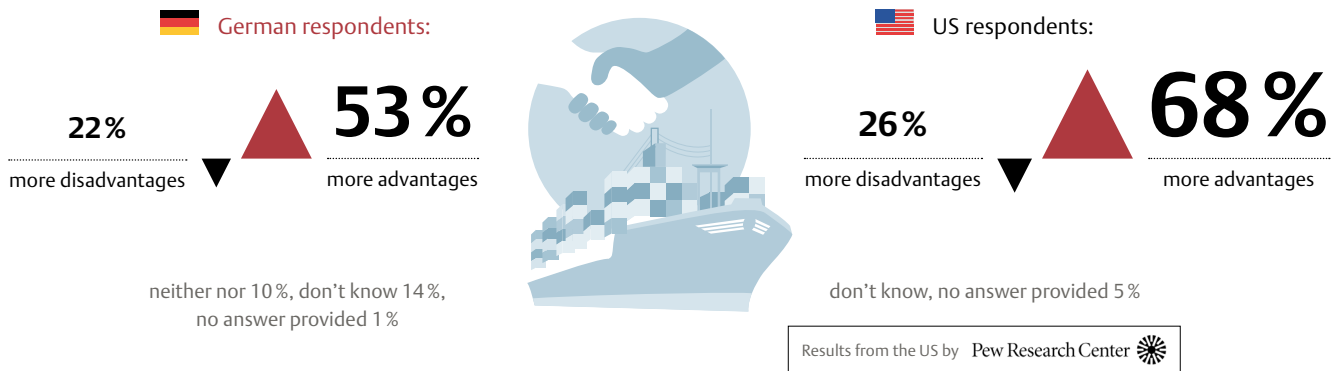 German respondents:
22 %
more disadvantages
53 %
more advantages
neither nor 10 %, don't know 14 %,
no answer provided 1 %
US respondents:
26 %
more disadvantages
68 %
more advantages
don't know, no answer provided 5 %
Results from the US by Pew Research Center